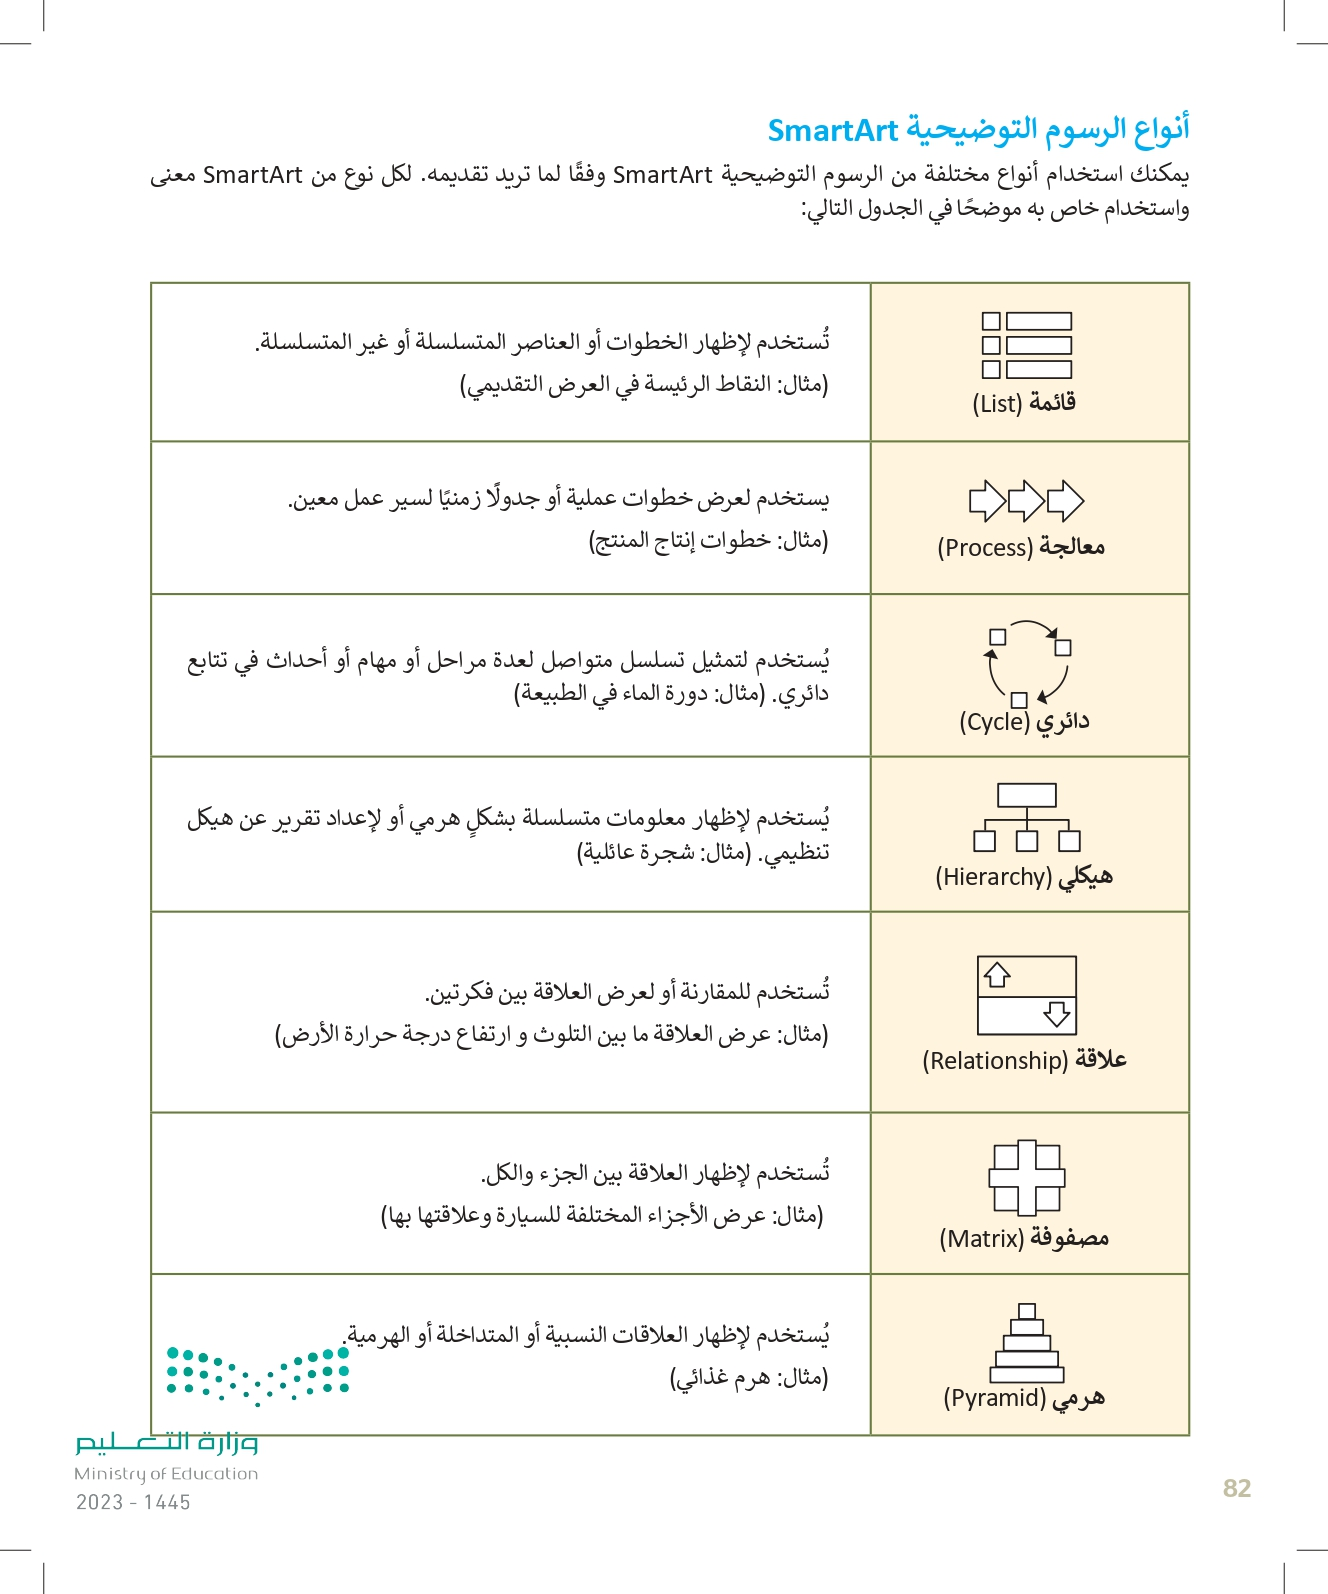 أنواع الرسوم التوضيحية SmartArt
يمكنك استخدام أنواع مختلفة من الرسوم التوضيحية SmartArt وفقًا لما تريد تقديمه. لكل نوع من SmartArt معنى
واستخدام خاص به موضحًا في الجدول التالي:
قائمة (List)
تُستخدم لإظهار الخطوات أو العناصر المتسلسلة أو غير المتسلسلة.
(مثال: النقاط الرئيسة في العرض التقديمي)
معالجة (Process)
يستخدم لعرض خطوات عملية أو جدولًا زمنيًا لسير عمل معين.
(مثال: خطوات إنتاج المنتج)
دائري (Cycle)
يُستخدم لتمثيل تسلسل متواصل لعدة مراحل أو مهام أو أحداث في تتابع
دائري. (مثال: دورة الماء في الطبيعة)
هيكلي (Hierarchy)
يُستخدم لإظهار معلومات متسلسلة بشكلٍ هرمي أو لإعداد تقرير عن هيكل
تنظيمي. (مثال: شجرة عائلية)
علاقة (Relationship)
تُستخدم للمقارنة أو لعرض العلاقة بين فكرتين.
(مثال: عرض العلاقة ما بين التلوث و ارتفاع درجة حرارة الأرض)
مصفوفة (Matrix)
تُستخدم لإظهار العلاقة بين الجزء والكل.
(مثال: عرض الأجزاء المختلفة للسيارة وعلاقتها بها)
هرمي (Pyramid)
يُستخدم لإظهار العلاقات النسبية أو المتداخلة أو الهرمية.
(مثال: هرم غذائي)
وزارة التعليم
Ministry of Education
2023 - 1445
82